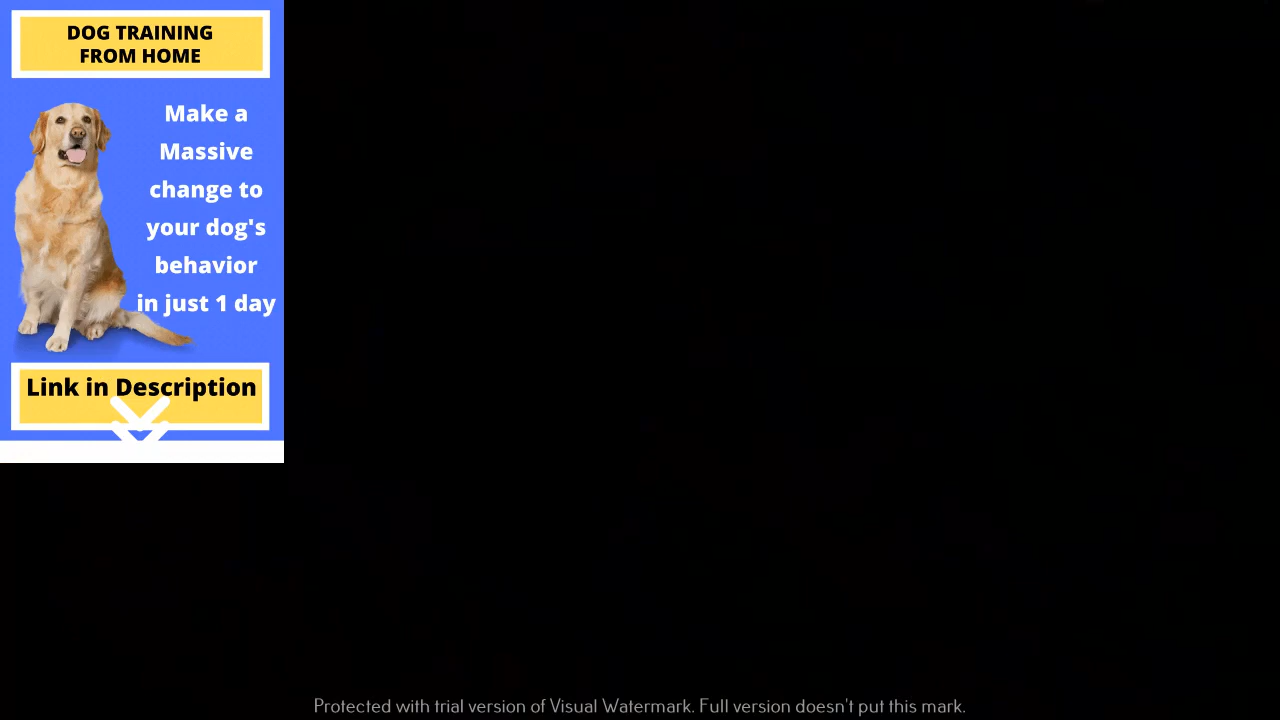 DOG TRAINING
FROM HOME
Make a
Massive
change to
your dog's
behavior
in just 1 day
Link in Description
Protected with trial version of Visual Watermark. Full version doesn't put this mark.